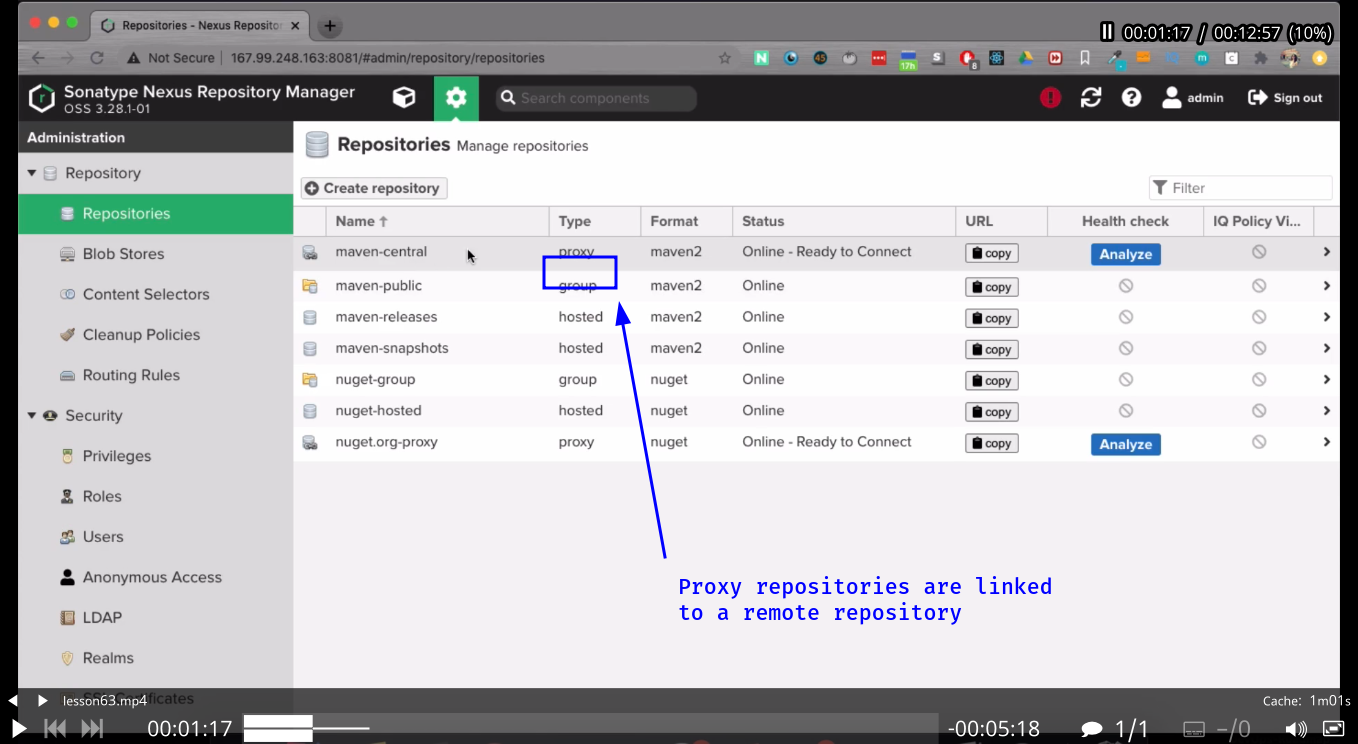 Repositories - Nexus Repositor
00:01:17 / 00:12:57 (10%)
Not Secure
167.99.248.163:8081/#admin/repository/repositories
Sonatype Nexus Repository Manager
OSS 3.28.1-01
Search components
admin
Sign out
Administration
Repository
Repositories
Blob Stores
Content Selectors
Cleanup Policies
Routing Rules
Security
Privileges
Roles
Users
Anonymous Access
LDAP
Realms
Repositories Manage repositories
Create repository
Filter
Name Type Format Status URL Health check IQ Policy Vi...
maven-central proxy maven2 Online - Ready to Connect copy Analyze
maven-public group maven2 Online copy
maven-releases hosted maven2 Online copy
maven-snapshots hosted maven2 Online copy
nuget-group group nuget Online copy
nuget-hosted hosted nuget Online copy
nuget.org-proxy proxy nuget Online - Ready to Connect copy Analyze
Proxy repositories are linked
to a remote repository
lesson63.mp4
Cache: 1m01s
00:01:17
-00:05:18
1/1
-/0